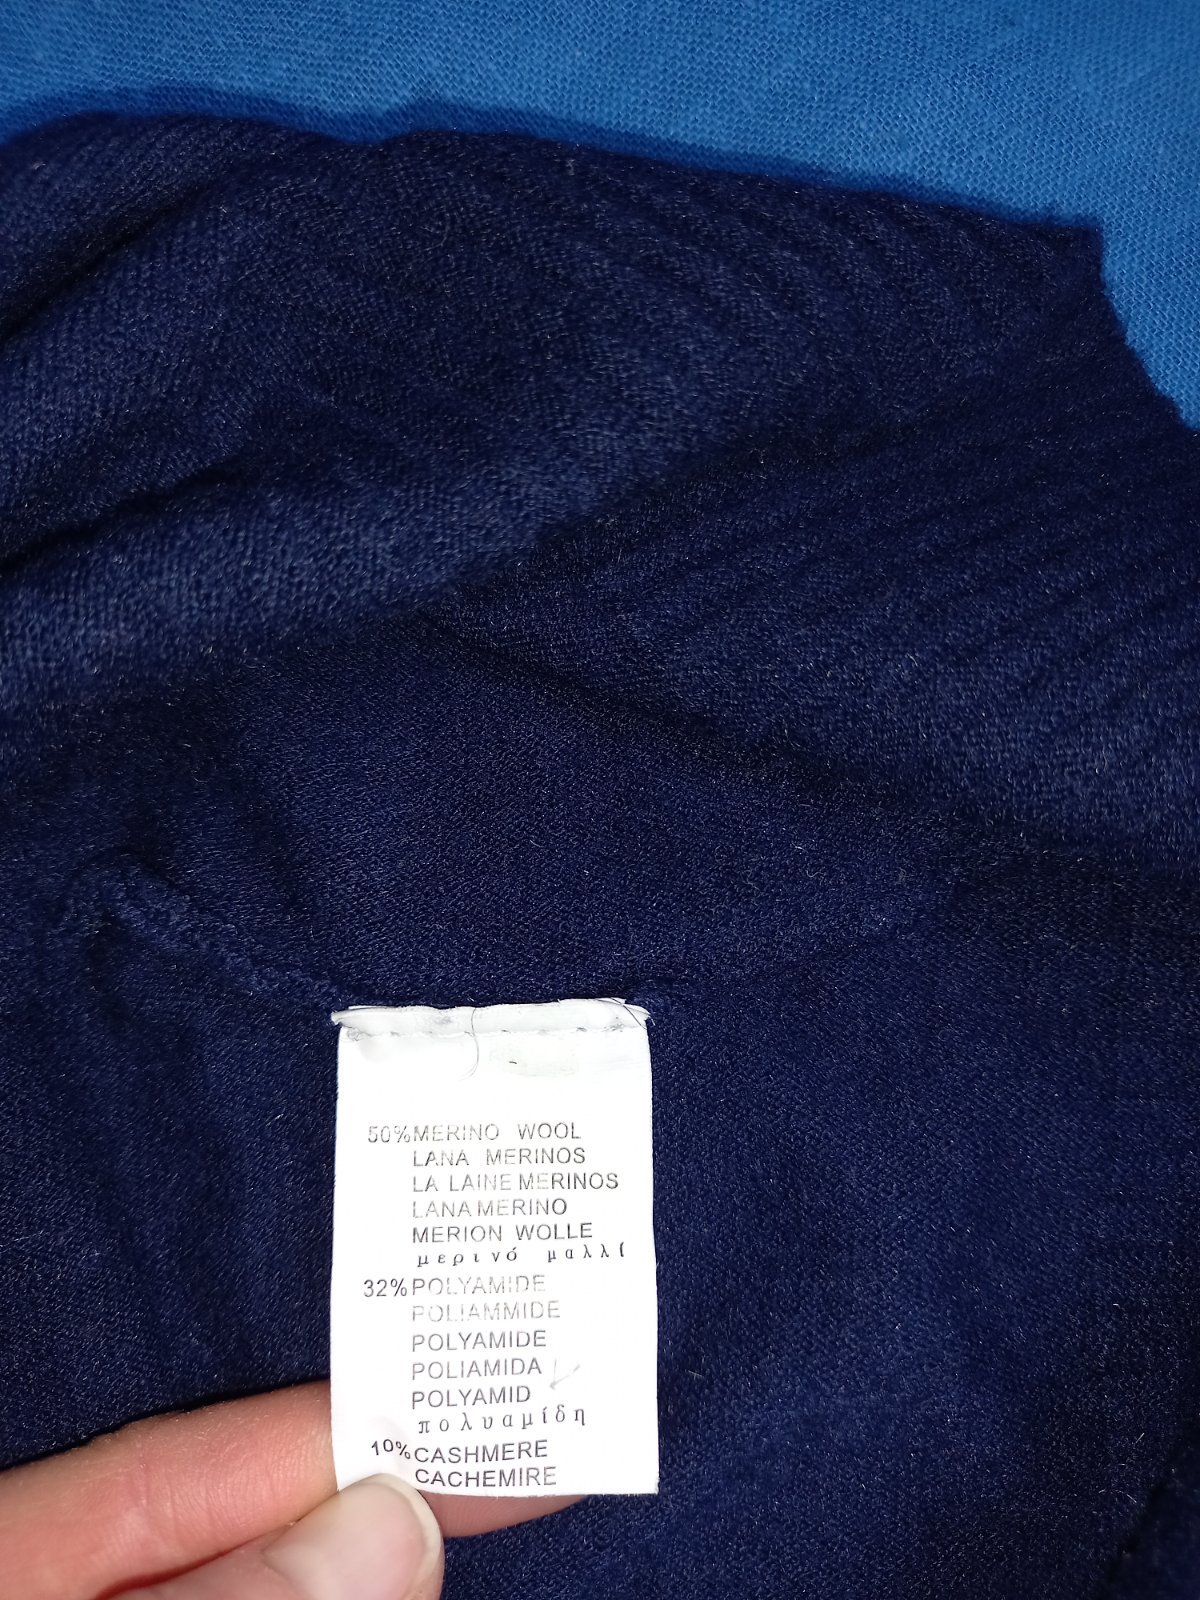 50% MERINO WOOL
LANA MERINOS
LA LAINE MERINOS
LANA MERINO
MERION WOLLE
μερινό μαλλί
32% POLYAMIDE
POLIAMMIDE
POLYAMIDE
POLIAMIDA
POLYAMID
πολυαμίδη
10% CASHMERE
CACHEMIRE